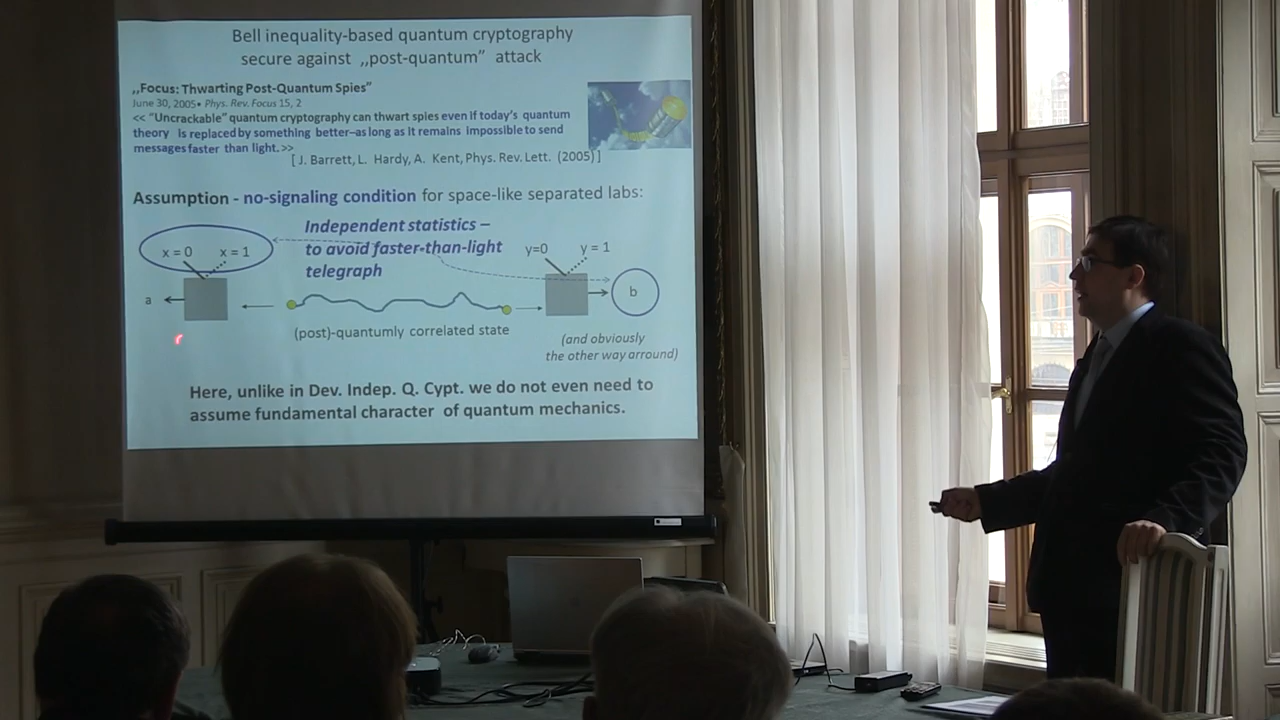 Bell inequality-based quantum cryptography
secure against ,,post-quantum” attack
,,Focus: Thwarting Post-Quantum Spies”
June 30, 2005• Phys. Rev. Focus 15, 2
<< “Uncrackable” quantum cryptography can thwart spies even if today’s quantum
theory is replaced by something better–as long as it remains impossible to send
messages faster than light.>>
[ J. Barrett, L. Hardy, A. Kent, Phys. Rev. Lett. (2005) ]
Assumption - no-signaling condition for space-like separated labs:
Independent statistics –
to avoid faster-than-light
telegraph
x = 0 x = 1
y=0 y = 1
a
b
(post)-quantumly correlated state
(and obviously
the other way arround)
Here, unlike in Dev. Indep. Q. Cypt. we do not even need to
assume fundamental character of quantum mechanics.